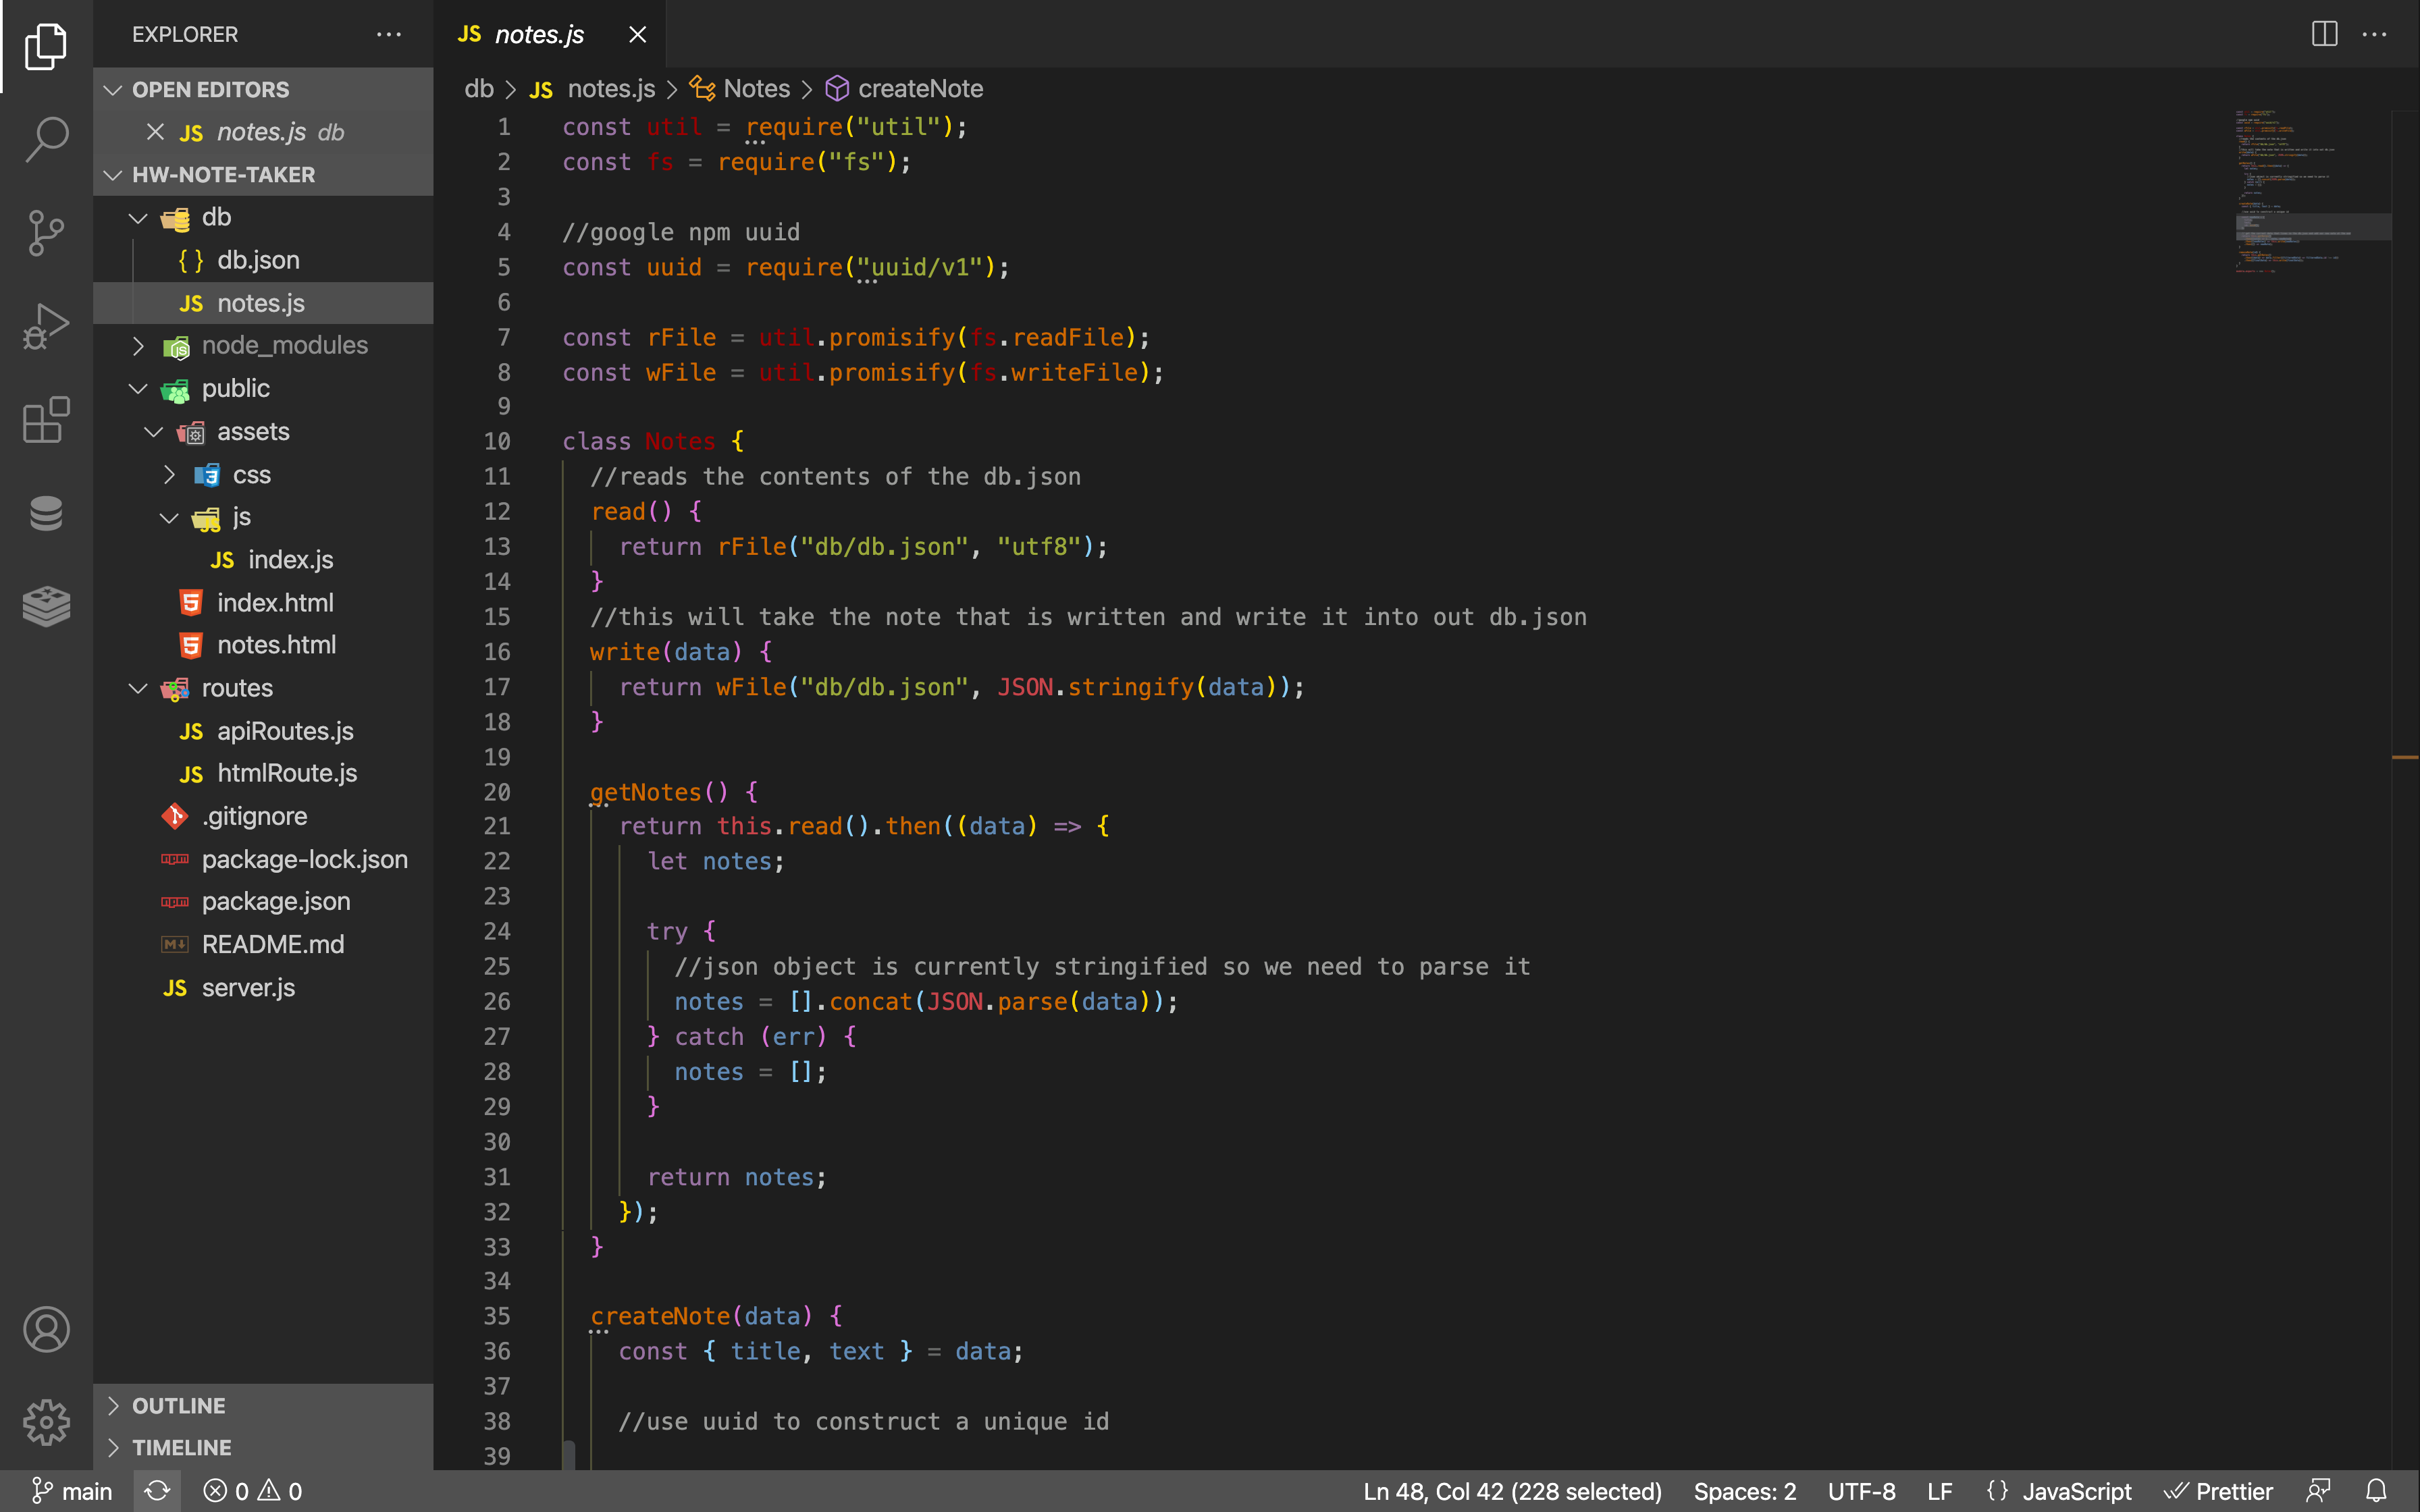 EXPLORER
OPEN EDITORS
JS notes.js db
HW-NOTE-TAKER
db
{ } db.json
JS notes.js
node_modules
public
assets
css
js
JS index.js
index.html
notes.html
routes
JS apiRoutes.js
JS htmlRoute.js
.gitignore
package-lock.json
package.json
README.md
JS server.js
OUTLINE
TIMELINE
JS notes.js
db > JS notes.js > Notes > createNote
1 const util = require("util");
2 const fs = require("fs");
3
4 //google npm uuid
5 const uuid = require("uuid/v1");
6
7 const rFile = util.promisify(fs.readFile);
8 const wFile = util.promisify(fs.writeFile);
9
10 class Notes {
11 //reads the contents of the db.json
12 read() {
13 return rFile("db/db.json", "utf8");
14 }
15 //this will take the note that is written and write it into out db.json
16 write(data) {
17 return wFile("db/db.json", JSON.stringify(data));
18 }
19
20 getNotes() {
21 return this.read().then((data) => {
22 let notes;
23
24 try {
25 //json object is currently stringified so we need to parse it
26 notes = [].concat(JSON.parse(data));
27 } catch (err) {
28 notes = [];
29 }
30
31 return notes;
32 });
33 }
34
35 createNote(data) {
36 const { title, text } = data;
37
38 //use uuid to construct a unique id
39
main 0 0 Ln 48, Col 42 (228 selected) Spaces: 2 UTF-8 LF { } JavaScript Prettier